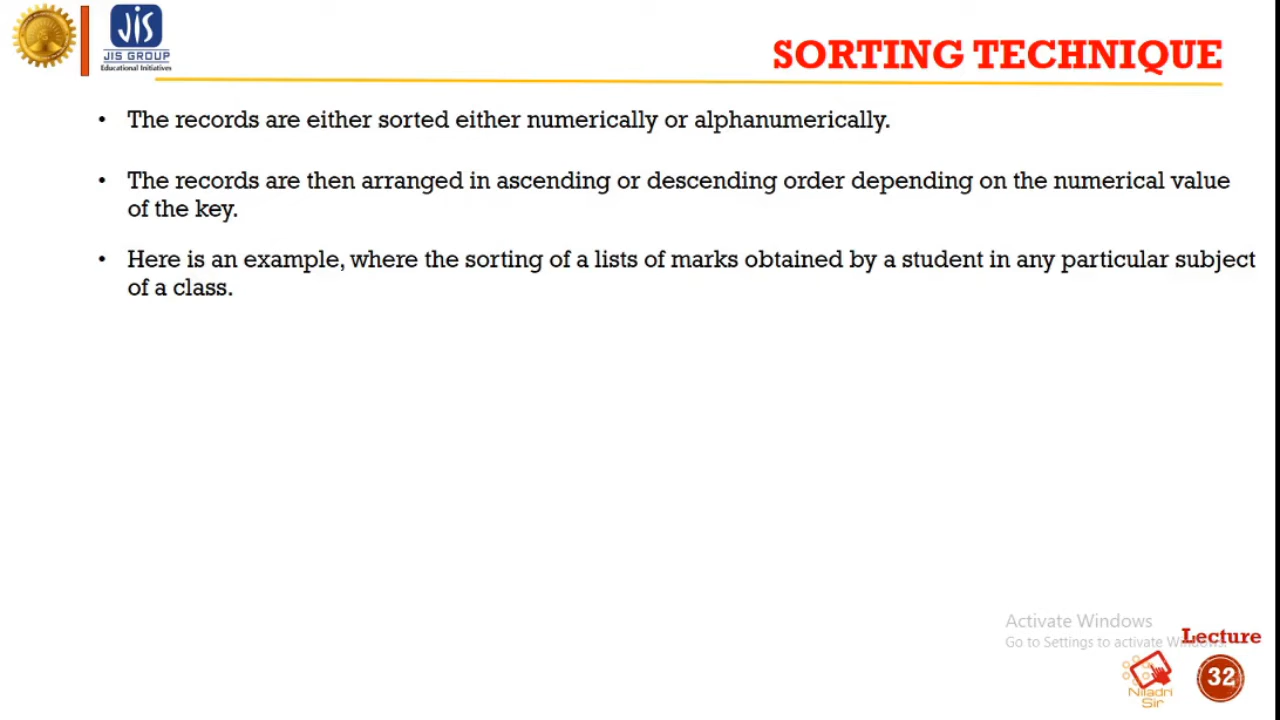 JIS
JIS GROUP
Educational Initiatives
SORTING TECHNIQUE
• The records are either sorted either numerically or alphanumerically.
• The records are then arranged in ascending or descending order depending on the numerical value
of the key.
• Here is an example, where the sorting of a lists of marks obtained by a student in any particular subject
of a class.
Activate Windows
Go to Settings to activate Windows.
Lecture
32
Niladri
Sir